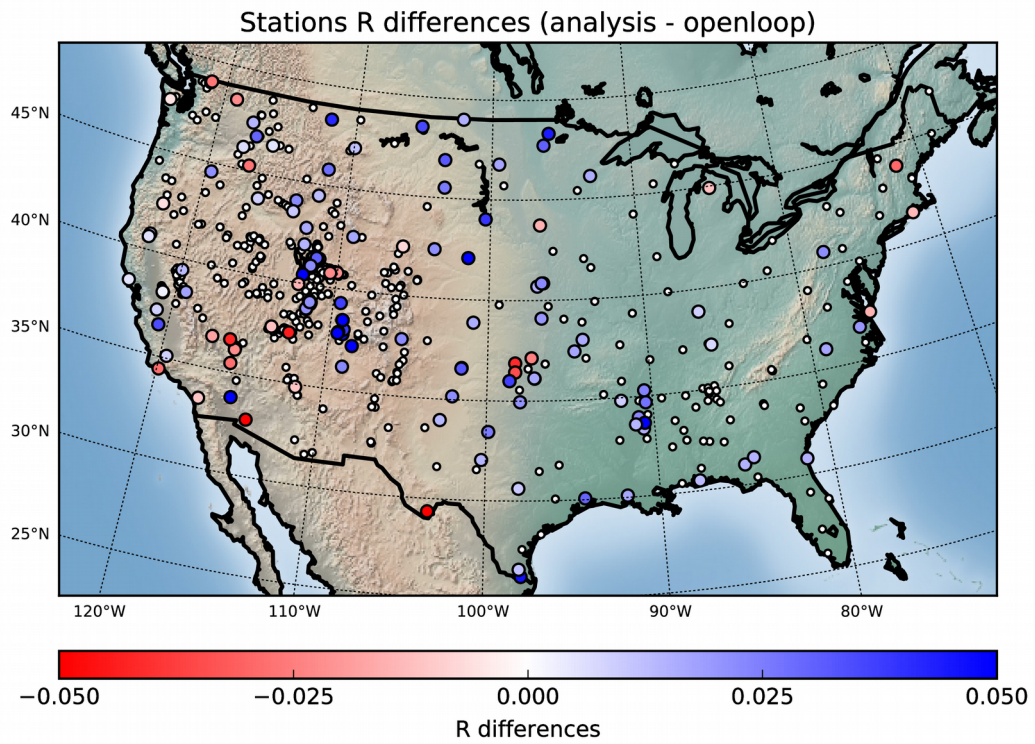 Stations R differences (analysis - openloop)
45°N
40°N
35°N
30°N
25°N
120°W 110°W 100°W 90°W 80°W
−0.050 −0.025 0.000 0.025 0.050
R differences